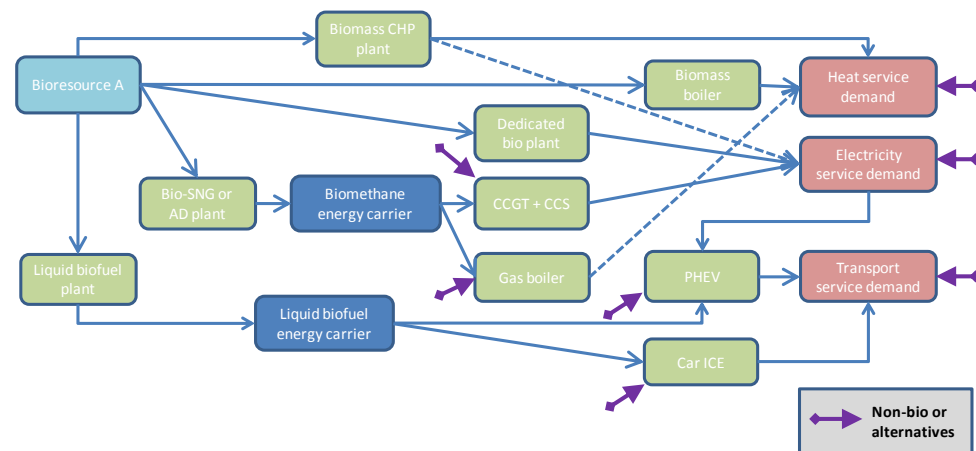 Biomass CHP
plant
Bioresource A
Biomass
boiler
Heat service
demand
Dedicated
bio plant
Electricity
service demand
Bio-SNG or
AD plant
Biomethane
energy carrier
CCGT + CCS
Liquid biofuel
plant
Gas boiler
PHEV
Transport
service demand
Liquid biofuel
energy carrier
Car ICE
Non-bio or
alternatives